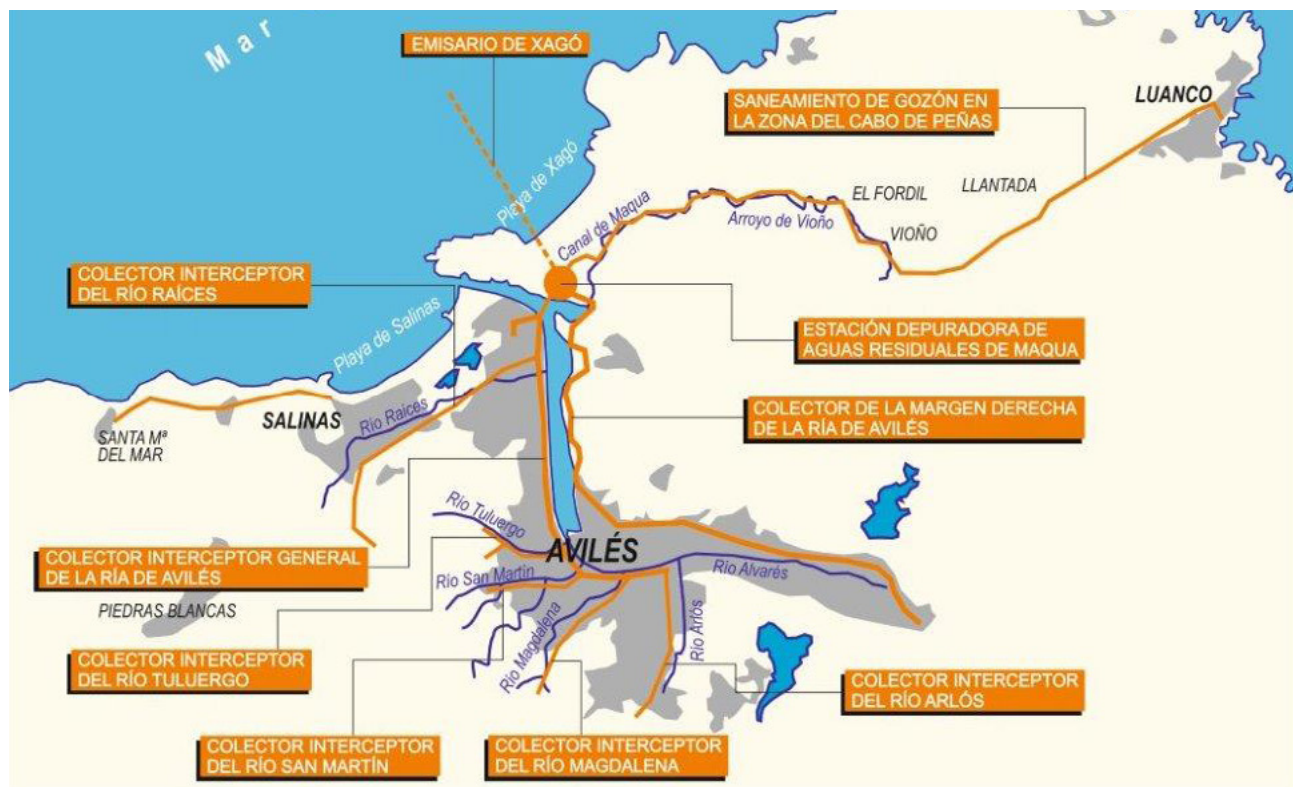 Mar
EMISARIO DE XAGÓ
LUANCO
SANEAMIENTO DE GOZÓN EN
LA ZONA DEL CABO DE PEÑAS
Playa de Xagó
EL FORDIL
LLANTADA
Canal de Maqua
Arroyo de Vioño
VIOÑO
COLECTOR INTERCEPTOR
DEL RÍO RAÍCES
Playa de Salinas
ESTACIÓN DEPURADORA DE
AGUAS RESIDUALES DE MAQUA
SALINAS
Río Raices
COLECTOR DE LA MARGEN DERECHA
DE LA RÍA DE AVILÉS
SANTA Mª
DEL MAR
Río Tuluergo
AVILÉS
COLECTOR INTERCEPTOR GENERAL
DE LA RÍA DE AVILÉS
Río San Martín
Río Alvarés
PIEDRAS BLANCAS
Río Magdalena
Río Arlós
COLECTOR INTERCEPTOR
DEL RÍO TULUERGO
COLECTOR INTERCEPTOR
DEL RÍO ARLÓS
COLECTOR INTERCEPTOR
DEL RÍO SAN MARTÍN
COLECTOR INTERCEPTOR
DEL RÍO MAGDALENA